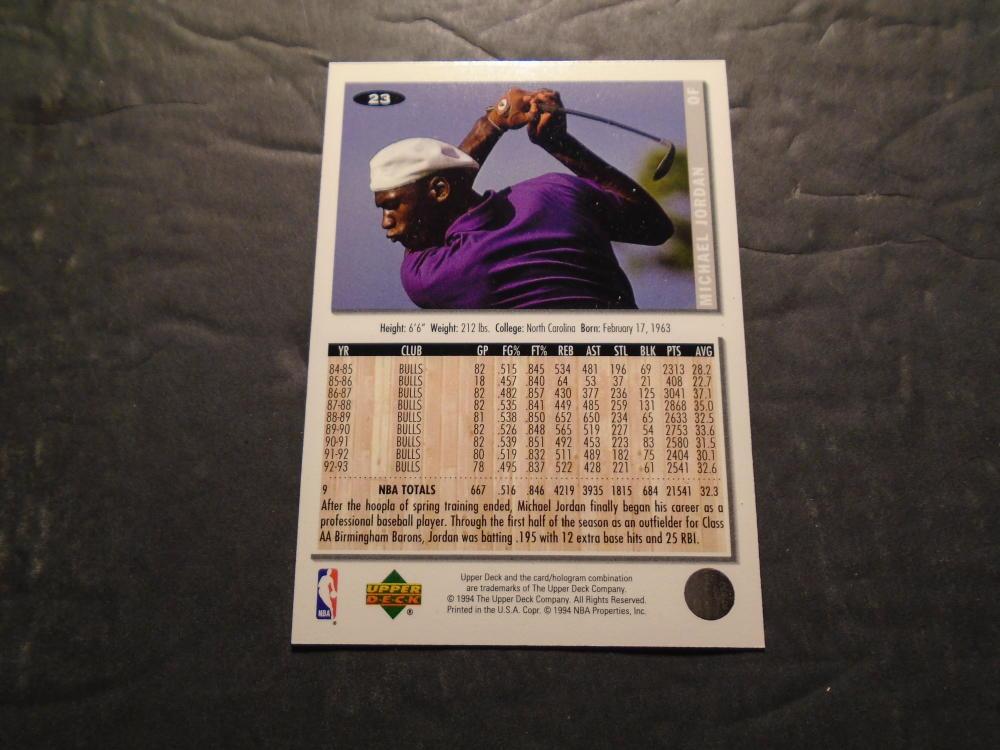 23
OF
MICHAEL JORDAN
Height: 6'6" Weight: 212 lbs. College: North Carolina Born: February 17, 1963
YR CLUB GP FG% FT% REB AST STL BLK PTS AVG
84-85 BULLS 82 .515 .845 534 481 196 69 2313 28.2
85-86 BULLS 18 .457 .840 64 53 37 21 408 22.7
86-87 BULLS 82 .482 .857 430 377 236 125 3041 37.1
87-88 BULLS 82 .535 .841 449 485 259 131 2868 35.0
88-89 BULLS 81 .538 .850 652 650 234 65 2633 32.5
89-90 BULLS 82 .526 .848 565 519 227 54 2753 33.6
90-91 BULLS 82 .539 .851 492 453 223 83 2580 31.5
91-92 BULLS 80 .519 .832 511 489 182 75 2404 30.1
92-93 BULLS 78 .495 .837 522 428 221 61 2541 32.6
9 NBA TOTALS 667 .516 .846 4219 3935 1815 684 21541 32.3
After the hoopla of spring training ended, Michael Jordan finally began his career as a
professional baseball player. Through the first half of the season as an outfielder for Class
AA Birmingham Barons, Jordan was batting .195 with 12 extra base hits and 25 RBI.
NBA
UPPER
D·E·C·K
®
Upper Deck and the card/hologram combination
are trademarks of The Upper Deck Company.
© 1994 The Upper Deck Company. All Rights Reserved.
Printed in the U.S.A. Copr. © 1994 NBA Properties, Inc.